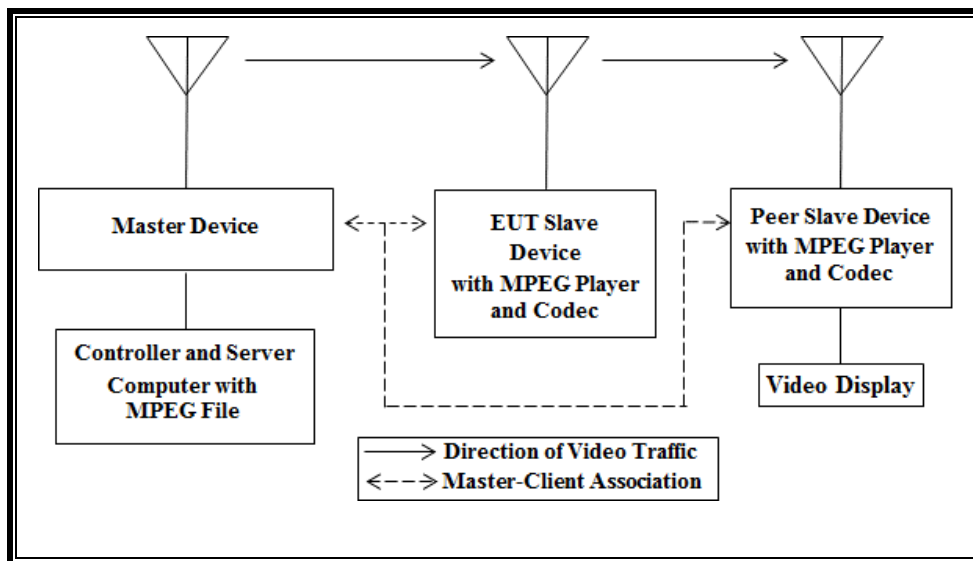 Master Device
EUT Slave
Device
with MPEG Player
and Codec
Peer Slave Device
with MPEG Player
and Codec
Controller and Server
Computer with
MPEG File
Video Display
Direction of Video Traffic
Master-Client Association